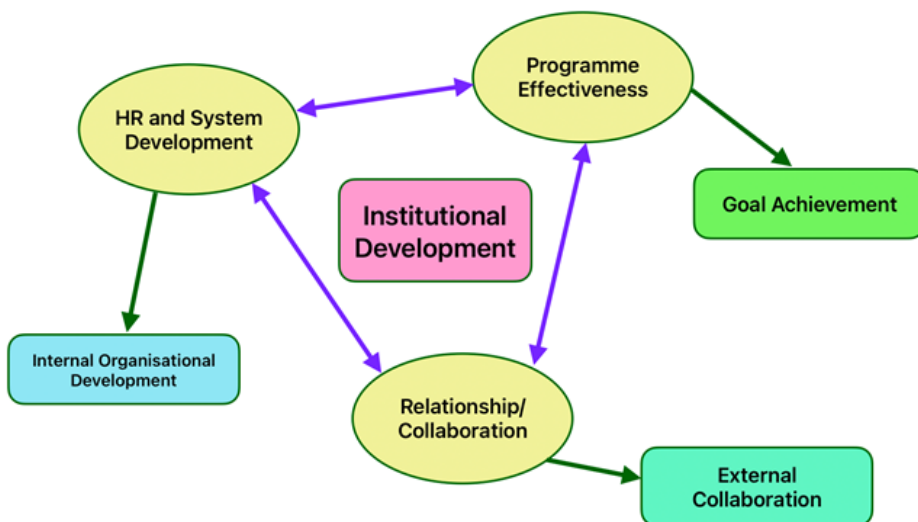 Programme
Effectiveness
HR and System
Development
Institutional
Development
Goal Achievement
Internal Organisational
Development
Relationship/
Collaboration
External
Collaboration